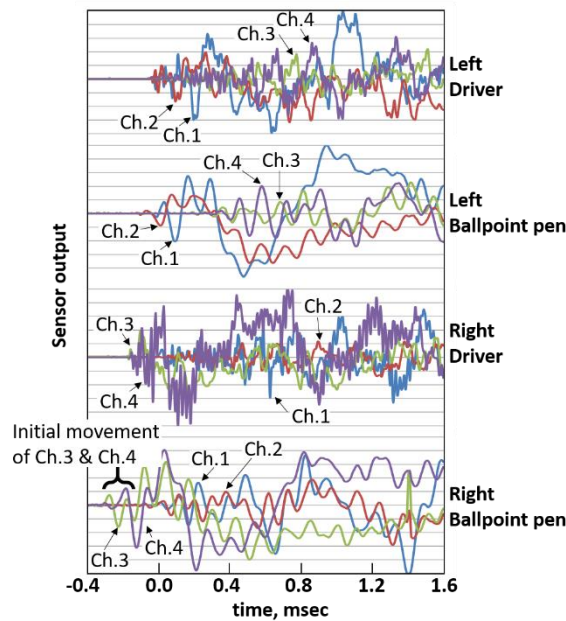 Ch.4
Ch.3
Left
Driver
Ch.2
Ch.1
Ch.4
Ch.3
Left
Ballpoint pen
Ch.2
Ch.1
Sensor output
Ch.3
Ch.2
Right
Driver
Ch.4
Ch.1
Initial movement
of Ch.3 & Ch.4
Ch.1
Ch.2
Right
Ballpoint pen
Ch.3
Ch.4
-0.4 0.0 0.4 0.8 1.2 1.6
time, msec